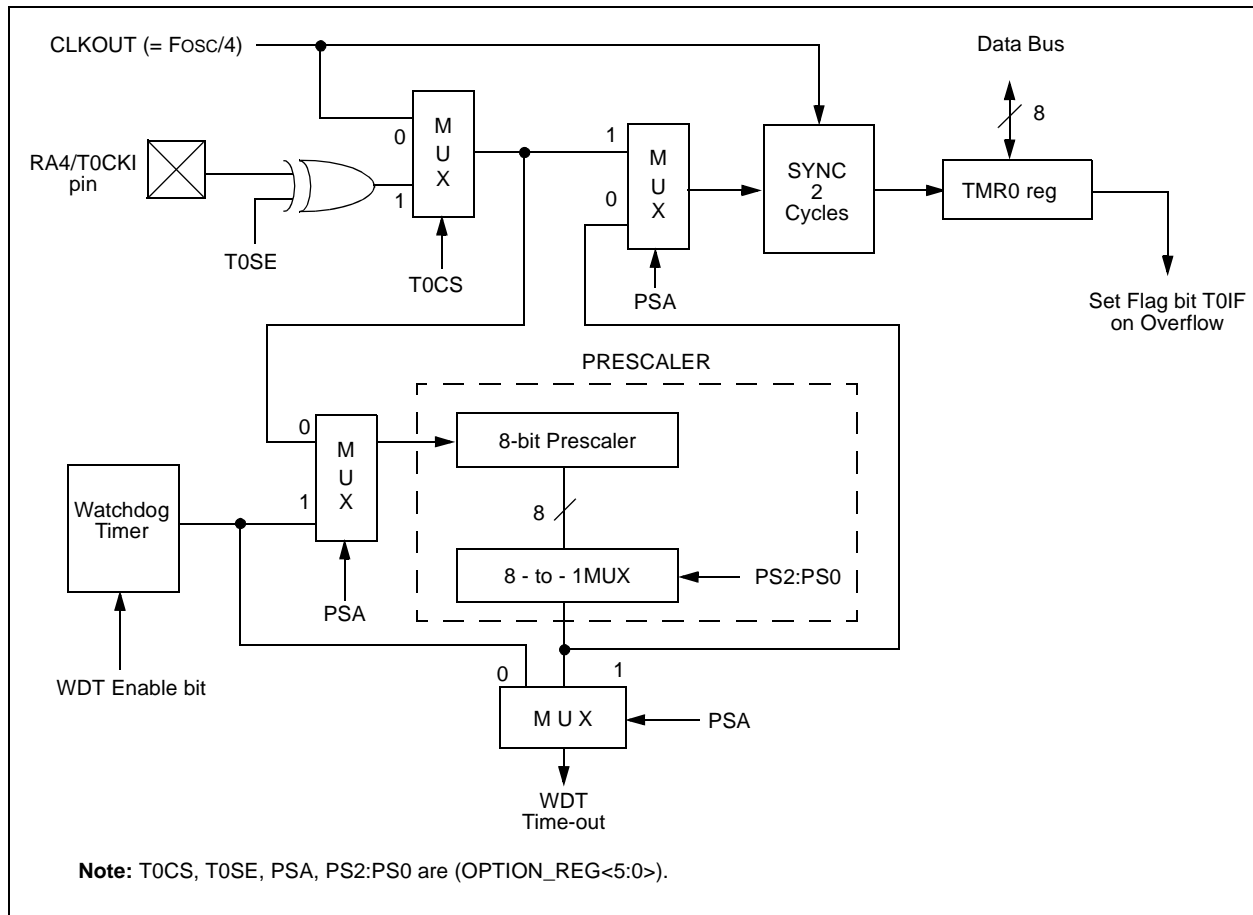 CLKOUT (= FOSC/4)
Data Bus
8
RA4/T0CKI
pin
0
1
M
U
X
T0SE
T0CS
1
0
M
U
X
PSA
SYNC
2
Cycles
TMR0 reg
Set Flag bit T0IF
on Overflow
PRESCALER
0
1
M
U
X
PSA
8-bit Prescaler
8
8 - to - 1MUX
PS2:PS0
Watchdog
Timer
WDT Enable bit
0
1
M U X
PSA
WDT
Time-out
Note: T0CS, T0SE, PSA, PS2:PS0 are (OPTION_REG<5:0>).